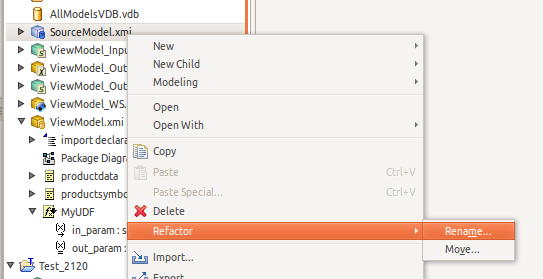 AllModelsVDB.vdb
SourceModel.xmi
ViewModel_Inpu
ViewModel_Out
ViewModel_Out
ViewModel_WS.
ViewModel.xmi
import declara
Package Diagra
productdata
productsymbo
MyUDF
in_param : s
out_param :
Test_2120
New
New Child
Modeling
Open
Open With
Copy
Paste Ctrl+V
Paste Special... Ctrl+V
Delete
Refactor
Import...
Export
Rename...
Move...